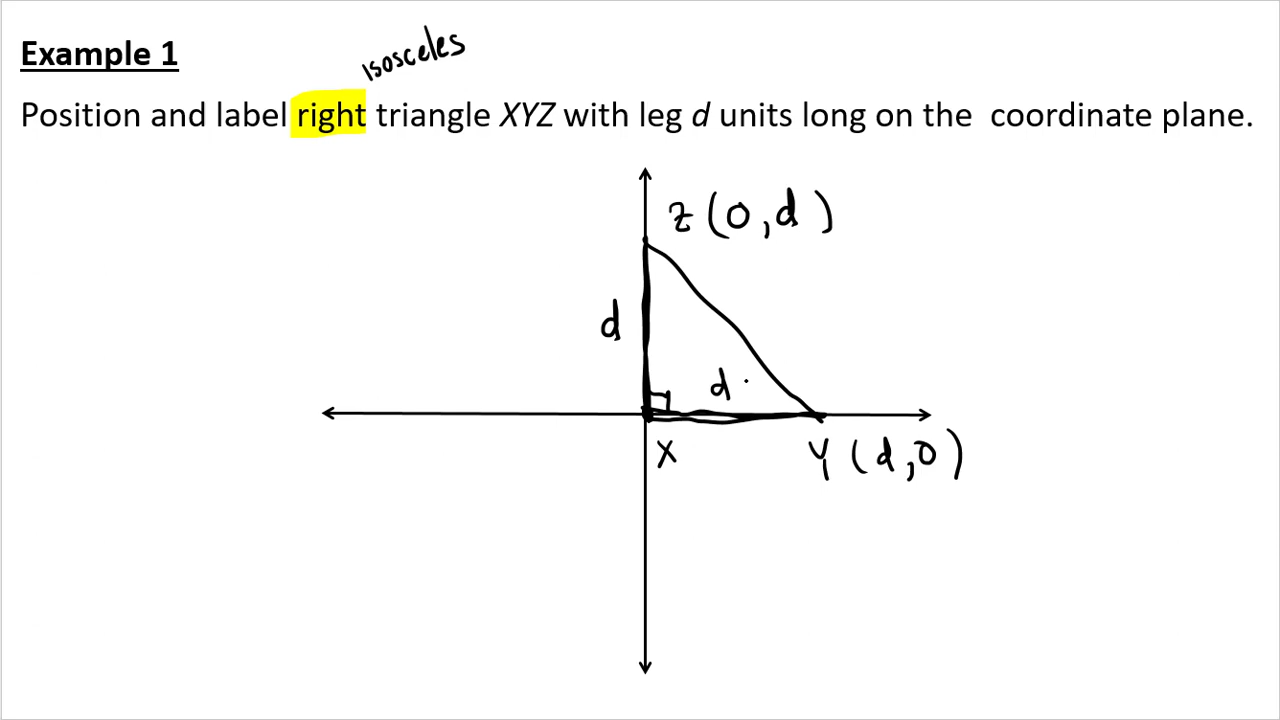 Example 1
isosceles
Position and label right triangle XYZ with leg d units long on the coordinate plane.
Z (0,d)
d
d
X
Y (d,0)